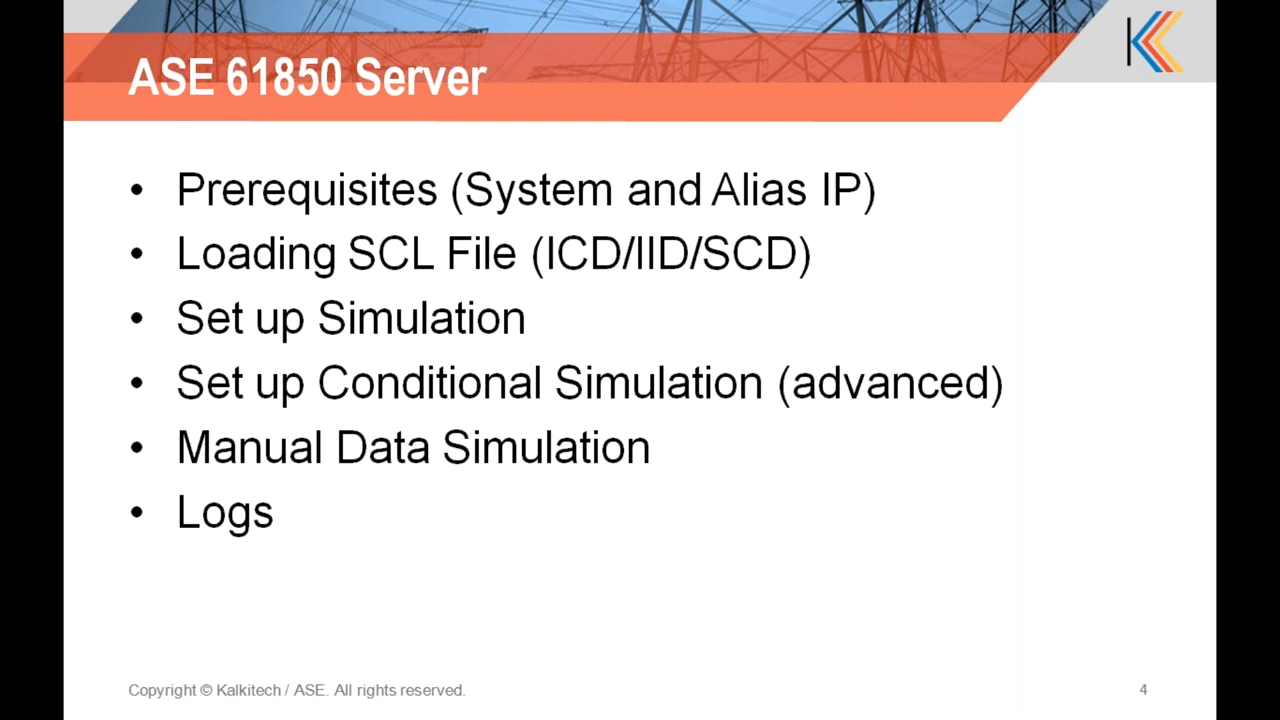 ASE 61850 Server
• Prerequisites (System and Alias IP)
• Loading SCL File (ICD/IID/SCD)
• Set up Simulation
• Set up Conditional Simulation (advanced)
• Manual Data Simulation
• Logs
Copyright © Kalkitech / ASE. All rights reserved.
4